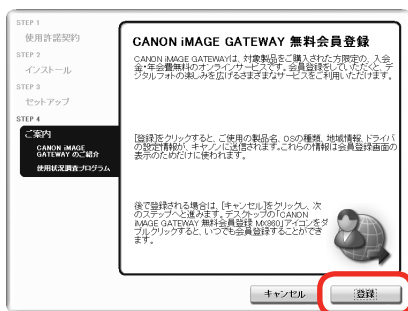 STEP 1
使用許諾契約
STEP 2
インストール
STEP 3
セットアップ
STEP 4
ご案内
CANON iMAGE
GATEWAY のご紹介
使用状況調査プログラム
CANON iMAGE GATEWAY 無料会員登録
CANON iMAGE GATEWAYは、対象製品をご購入された方限定の、入会
金・年会費無料のオンラインサービスです。会員登録をしていただくと、デ
ジタルフォトの楽しみを広げるさまざまなサービスをご利用いただけます。
[登録]をクリックすると、ご使用の製品名、OSの種類、地域情報、ドライバ
の設定情報が、キヤノンに送信されます。これらの情報は会員登録画面の
表示のためだけに使われます。
後で登録される場合は、[キャンセル]をクリックし、次
のステップへと進みます。デスクトップの「CANON
iMAGE GATEWAY 無料会員登録 MX860」アイコンをダ
ブルクリックすると、いつでも会員登録することができ
ます。
キャンセル
登録